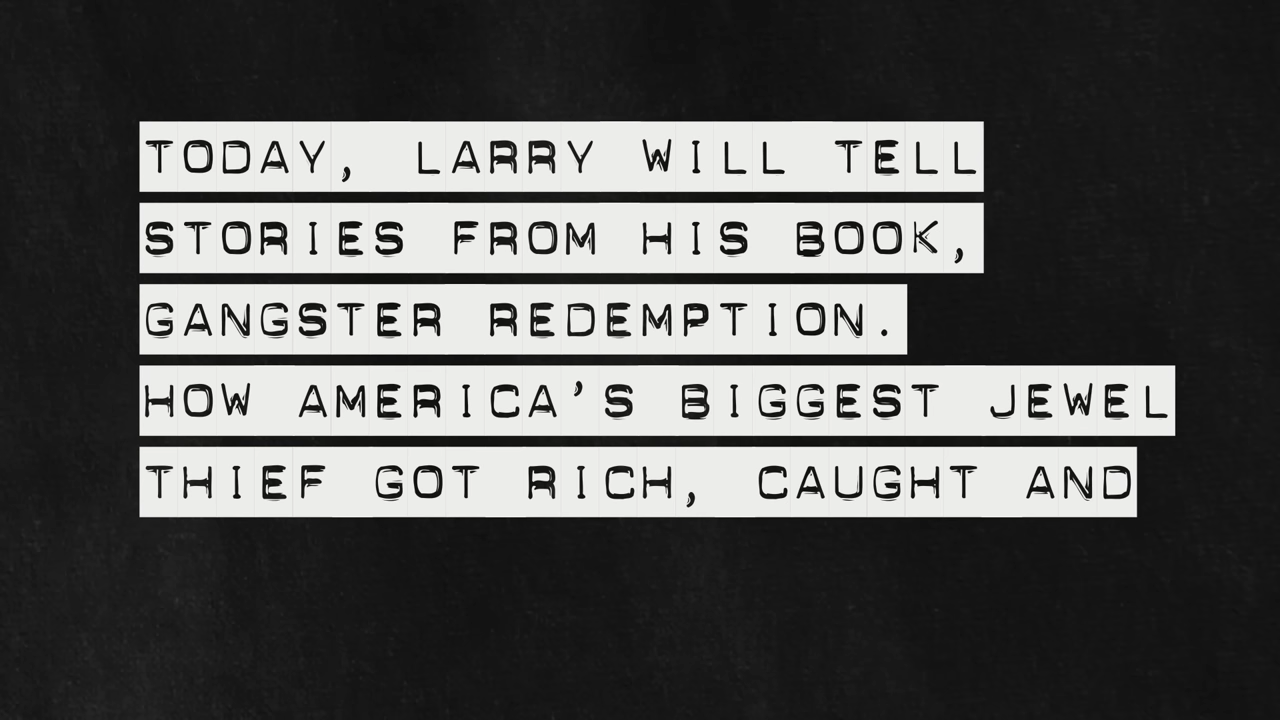 TODAY, LARRY WILL TELL
STORIES FROM HIS BOOK,
GANGSTER REDEMPTION.
HOW AMERICA'S BIGGEST JEWEL
THIEF GOT RICH, CAUGHT AND